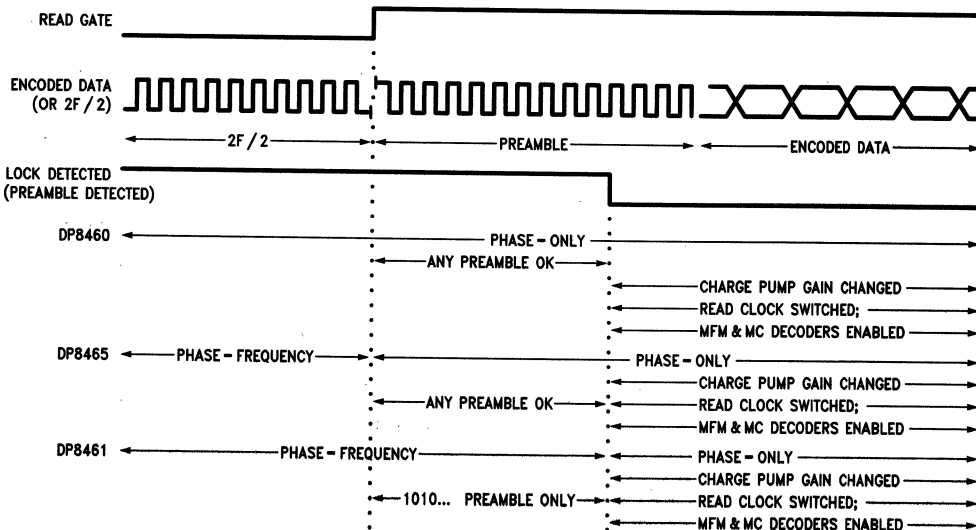 READ GATE
ENCODED DATA
(OR 2F / 2)
2F / 2
PREAMBLE
ENCODED DATA
LOCK DETECTED
(PREAMBLE DETECTED)
DP8460
PHASE-ONLY
ANY PREAMBLE OK
CHARGE PUMP GAIN CHANGED
READ CLOCK SWITCHED;
MFM & MC DECODERS ENABLED
DP8465
PHASE-FREQUENCY
PHASE-ONLY
CHARGE PUMP GAIN CHANGED
ANY PREAMBLE OK
READ CLOCK SWITCHED;
MFM & MC DECODERS ENABLED
DP8461
PHASE-FREQUENCY
PHASE-ONLY
CHARGE PUMP GAIN CHANGED
1010... PREAMBLE ONLY
READ CLOCK SWITCHED;
MFM & MC DECODERS ENABLED